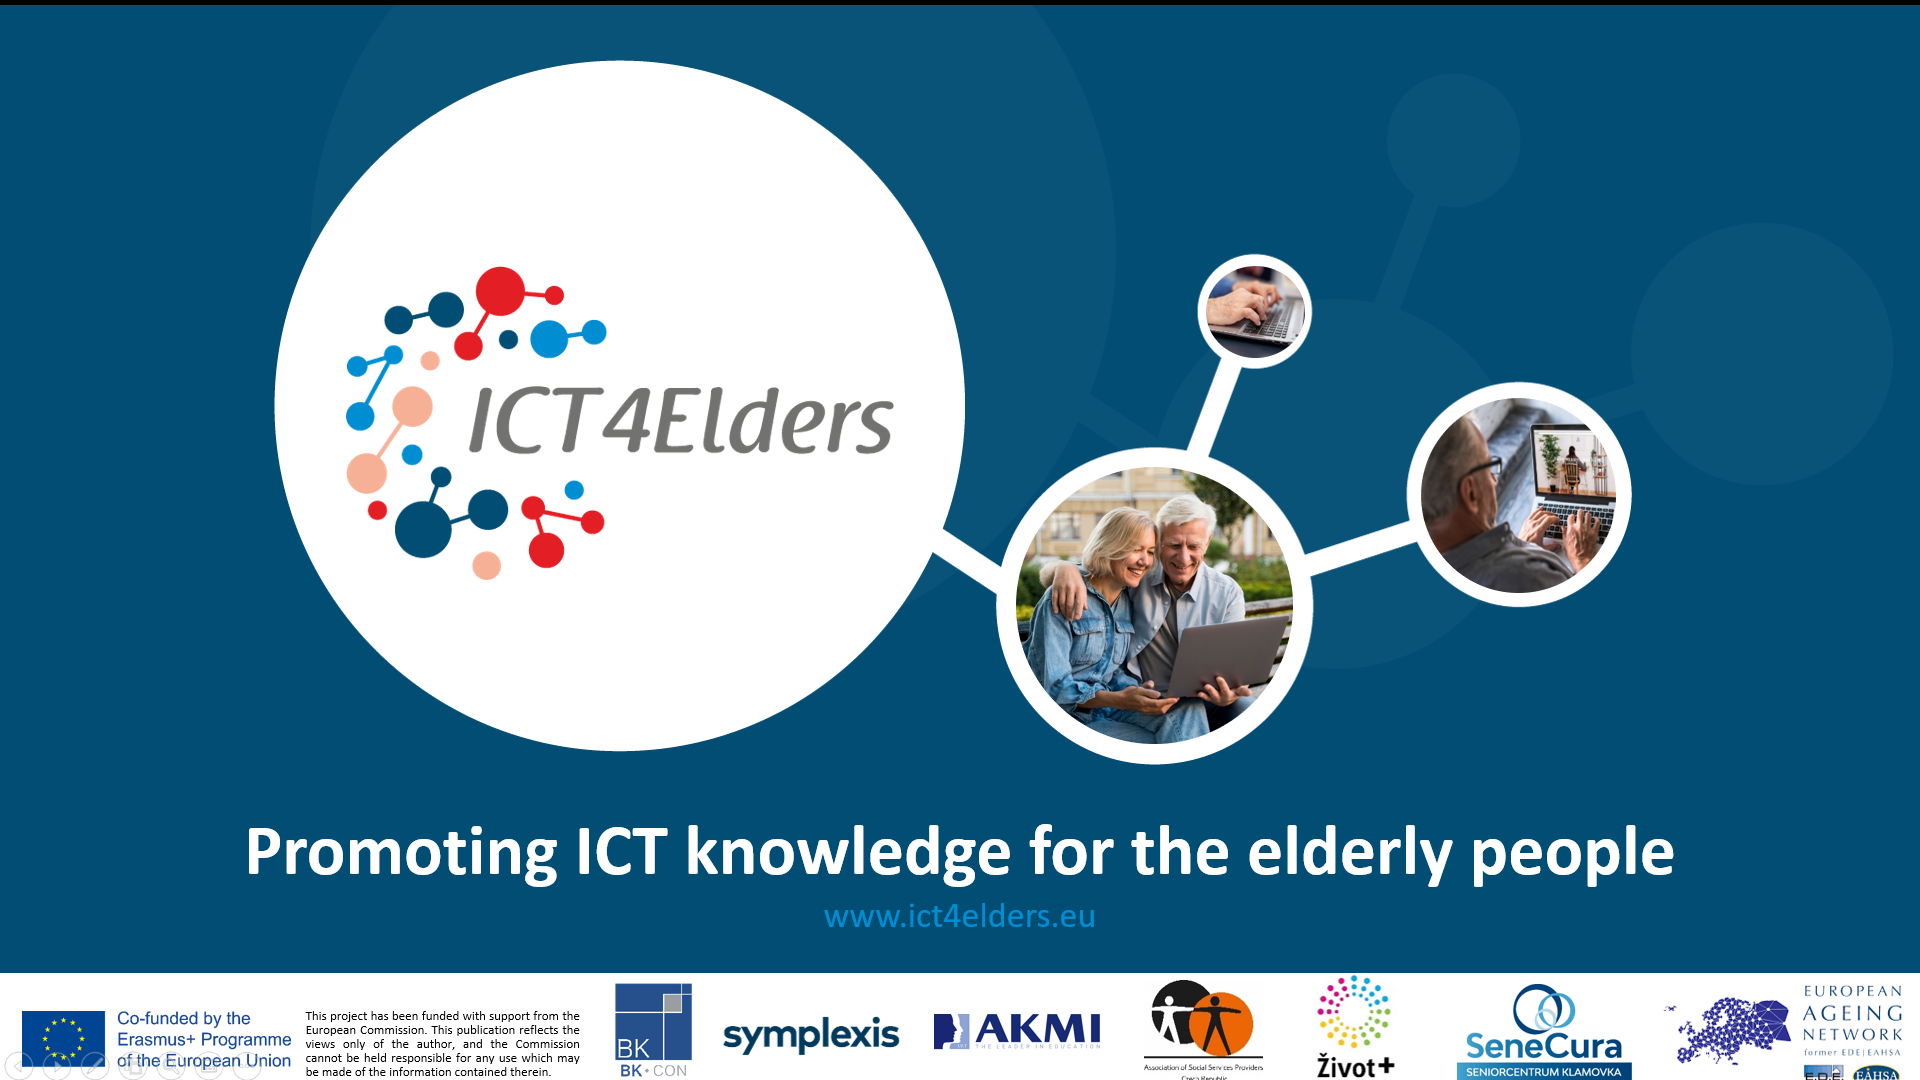 ICT4Elders
Promoting ICT knowledge for the elderly people
www.ict4elders.eu
Co-funded by the
Erasmus+ Programme
of the European Union
This project has been funded with support from the
European Commission. This publication reflects the
views only of the author, and the Commission
cannot be held responsible for any use which may
be made of the information contained therein.
BK
BK CON
symplexis
AKMI
THE LEADER IN EDUCATION
Association of Social Services Providers
Czech Republic
Život+
SeneCura
SENIORCENTRUM KLAMOVKA
EUROPEAN
AGEING
NETWORK
former EDE|EAHSA
E.D.E.
EAHSA